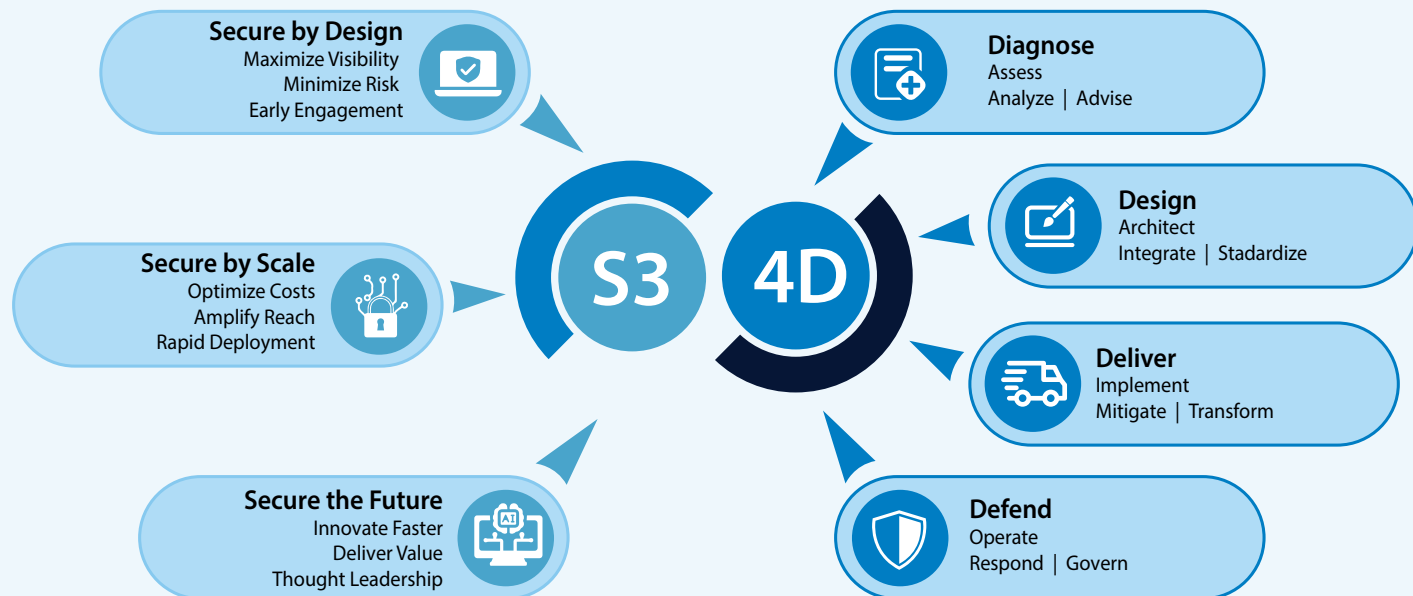 Secure by Design
Maximize Visibility
Minimize Risk
Early Engagement
Secure by Scale
Optimize Costs
Amplify Reach
Rapid Deployment
Secure the Future
Innovate Faster
Deliver Value
Thought Leadership
AI
S3
4D
Diagnose
Assess
Analyze | Advise
Design
Architect
Integrate | Stadardize
Deliver
Implement
Mitigate | Transform
Defend
Operate
Respond | Govern